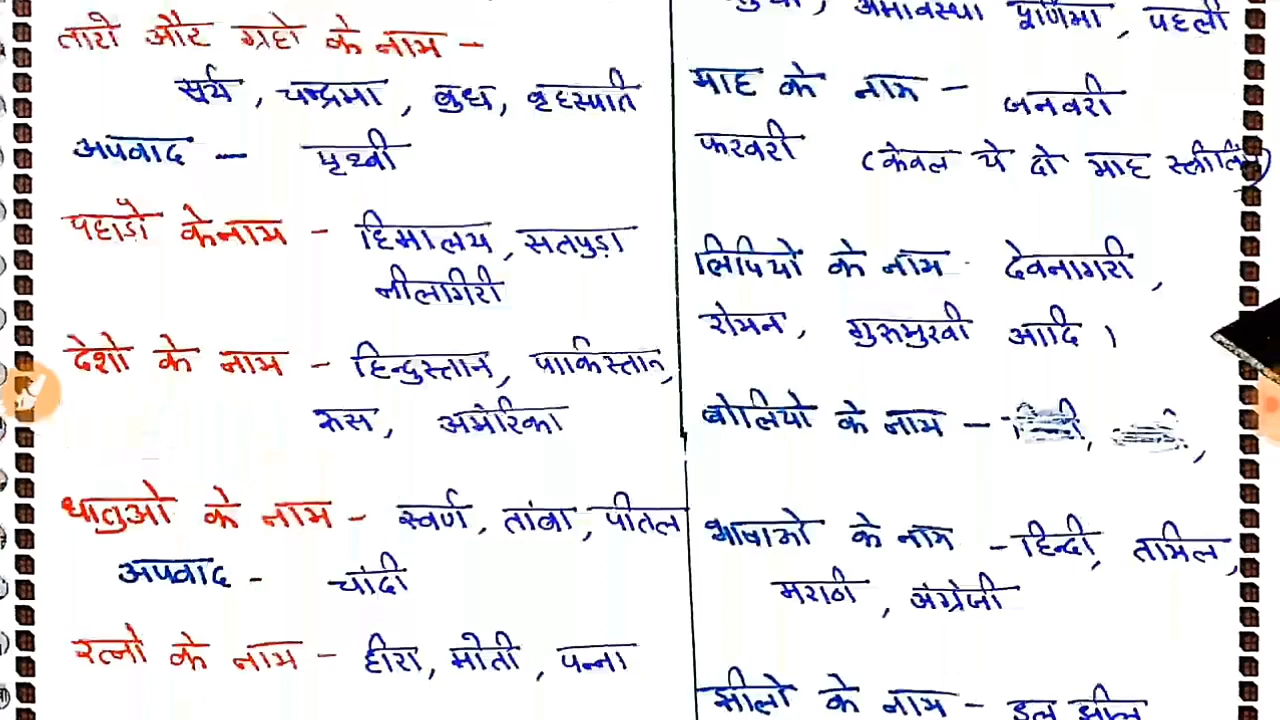 तारो और ग्रहो के नाम –
सूर्य, चन्द्रमा, बुध, बृहस्पति
अपवाद – पृथ्वी
पहाड़ो के नाम – हिमालय, सतपुड़ा
नीलगिरी
देशो के नाम – हिन्दुस्तान, पाकिस्तान,
रूस, अमेरिका
धातुओ के नाम – स्वर्ण, तांबा, पीतल
अपवाद - चांदी
रत्नो के नाम – हीरा, मोती, पन्ना
अमावस्या पूर्णिमा, पहली
माह के नाम – जनवरी
फरवरी (केवल ये दो माह स्त्रीलिंग)
लिपियों के नाम - देवनागरी,
रोमन, गुरुमुखी आदि।
बोलियो के नाम –
भाषाओ के नाम – हिन्दी, तमिल,
मराठी, अंग्रेजी
झीलो के नाम – डल झील